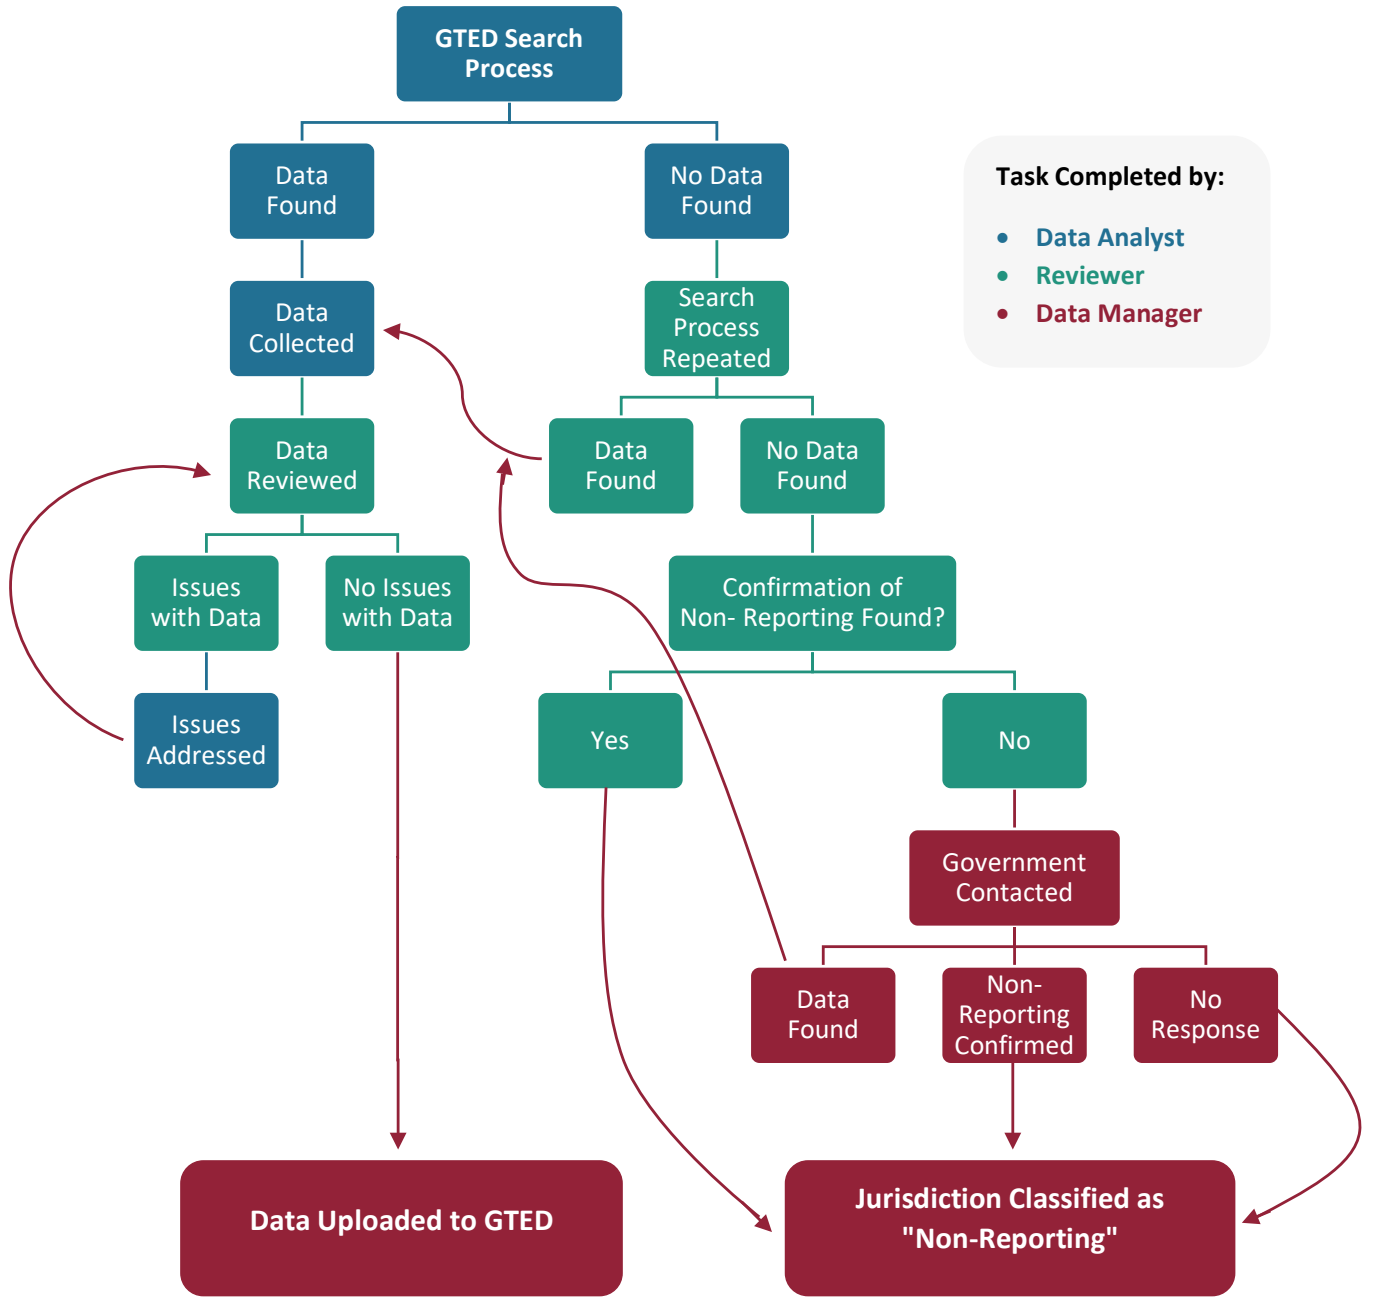 GTED Search
Process
Data
Found
No Data
Found
Task Completed by:
• Data Analyst
• Reviewer
• Data Manager
Data
Collected
Search
Process
Repeated
Data
Reviewed
Data
Found
No Data
Found
Issues
with Data
No Issues
with Data
Confirmation of
Non- Reporting Found?
Issues
Addressed
Yes
No
Government
Contacted
Data
Found
Non-
Reporting
Confirmed
No
Response
Data Uploaded to GTED
Jurisdiction Classified as
"Non-Reporting"